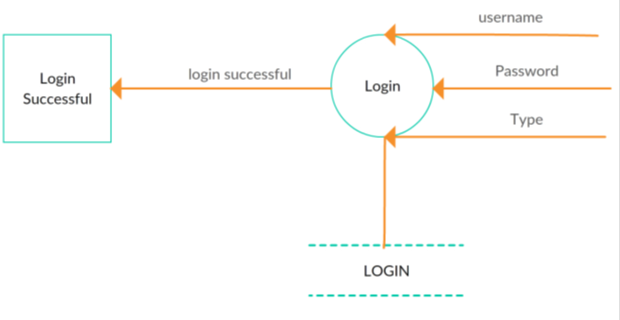 username
Login
Successful
login successful
Login
Password
Type
LOGIN